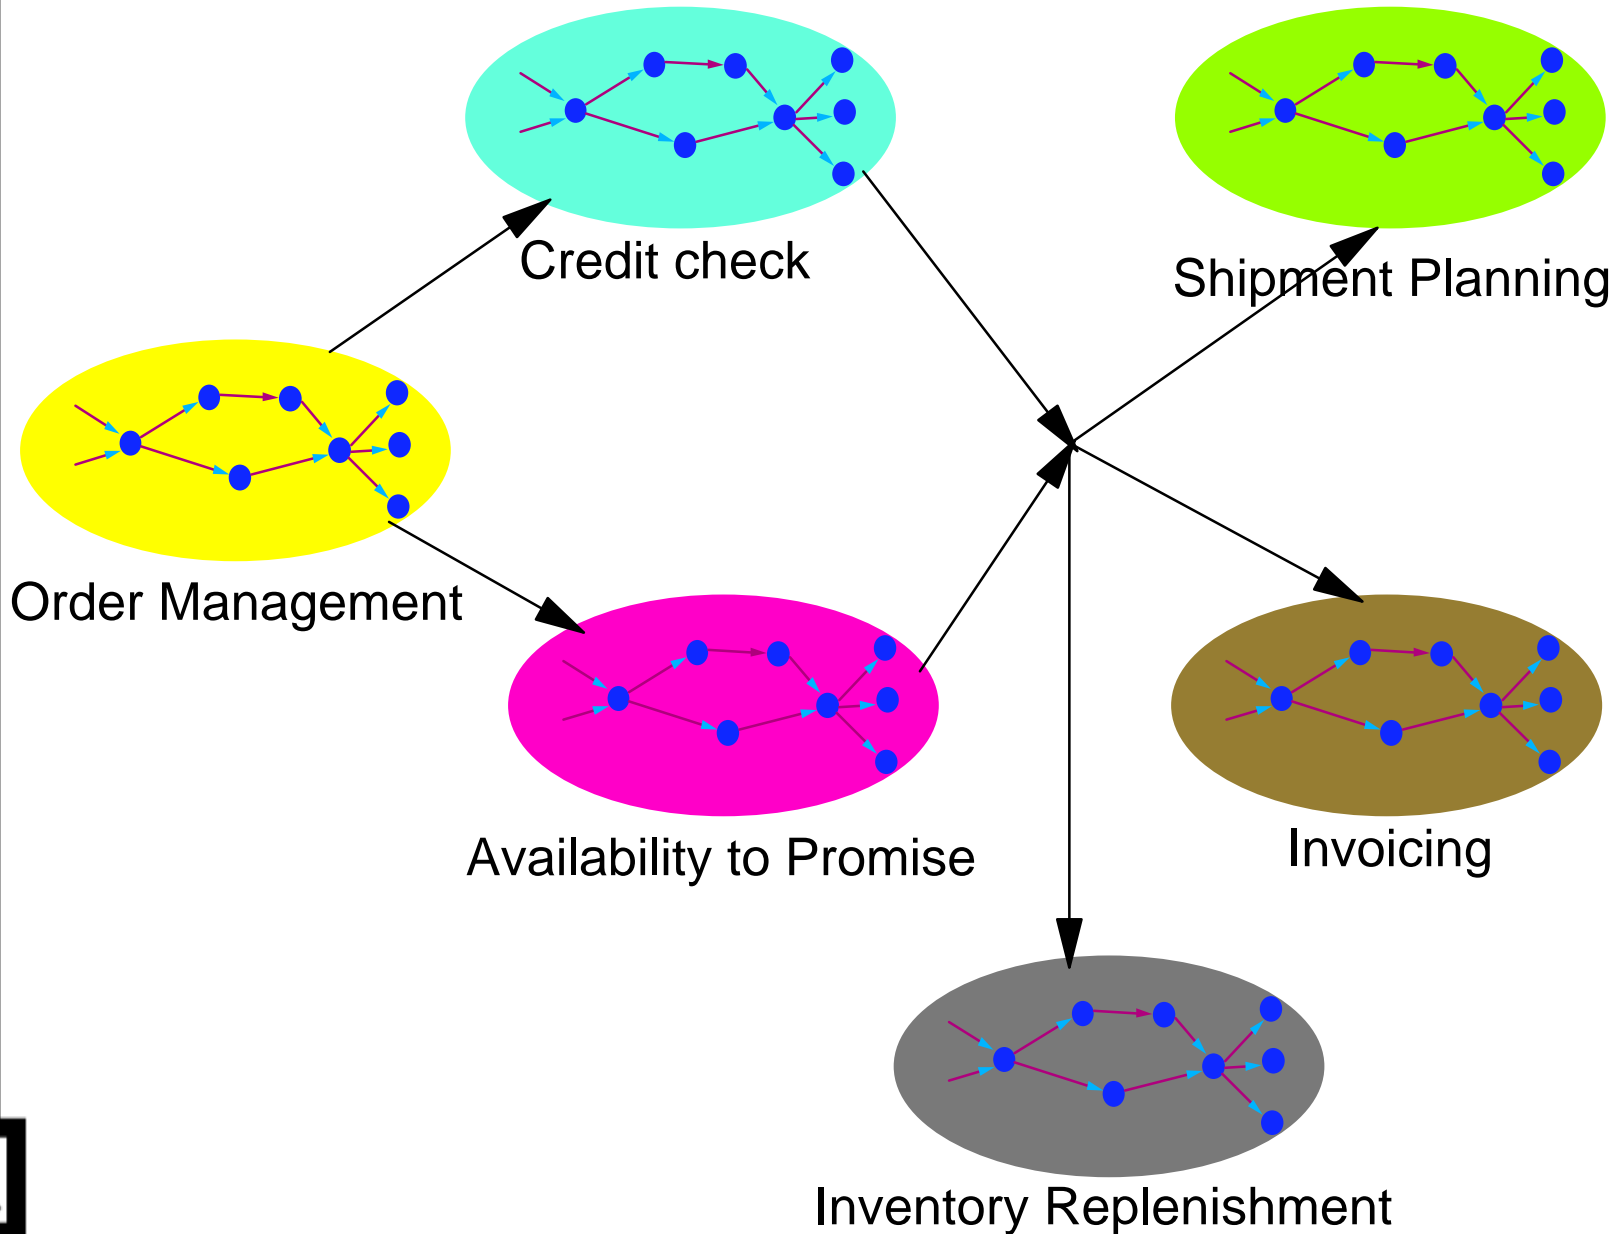 Credit check
Shipment Planning
Order Management
Availability to Promise
Invoicing
Inventory Replenishment